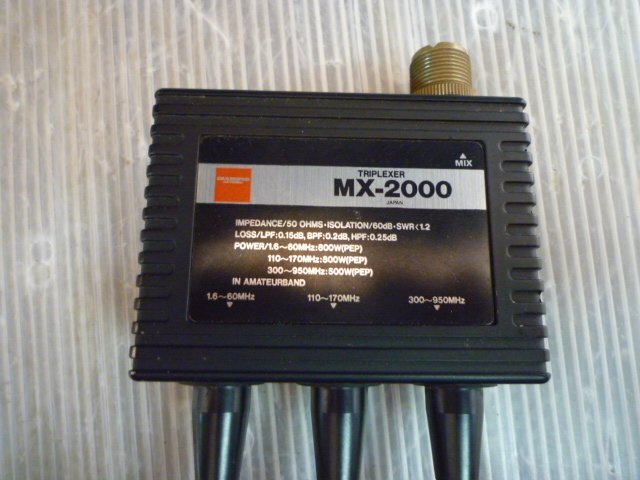 MIX
TRIPLEXER
MX-2000
JAPAN
IMPEDANCE/50 OHMS·ISOLATION/60dB·SWR<1.2
LOSS/LPF:0.15dB, BPF:0.2dB, HPF:0.25dB
POWER/1.6~60MHz:800W(PEP)
110~170MHz:800W(PEP)
300~950MHz:500W(PEP)
IN AMATEURBAND
1.6~60MHz 110~170MHz 300~950MHz